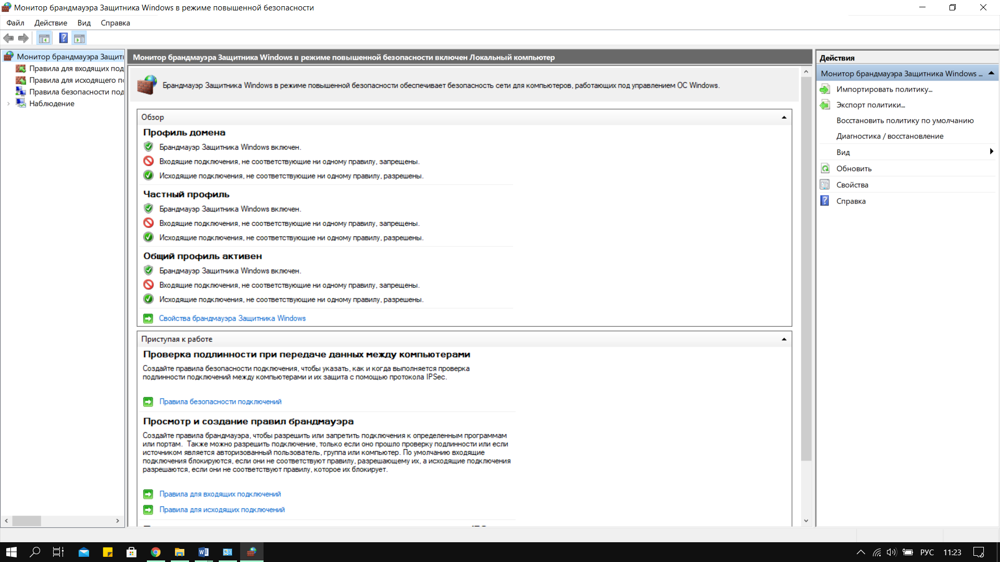 Монитор брандмауэра Защитника Windows в режиме повышенной безопасности
Файл Действие Вид Справка
Монитор брандмауэра Защит
Правила для входящих под
Правила для исходящего п
Правила безопасности под
Наблюдение
Монитор брандмауэра Защитника Windows в режиме повышенной безопасности включен Локальный компьютер
Брандмауэр Защитника Windows в режиме повышенной безопасности обеспечивает безопасность сети для компьютеров, работающих под управлением ОС Windows.
Обзор
Профиль домена
Брандмауэр Защитника Windows включен.
Входящие подключения, не соответствующие ни одному правилу, запрещены.
Исходящие подключения, не соответствующие ни одному правилу, разрешены.
Частный профиль
Брандмауэр Защитника Windows включен.
Входящие подключения, не соответствующие ни одному правилу, запрещены.
Исходящие подключения, не соответствующие ни одному правилу, разрешены.
Общий профиль активен
Брандмауэр Защитника Windows включен.
Входящие подключения, не соответствующие ни одному правилу, запрещены.
Исходящие подключения, не соответствующие ни одному правилу, разрешены.
Свойства брандмауэра Защитника Windows
Приступая к работе
Проверка подлинности при передаче данных между компьютерами
Создайте правила безопасности подключения, чтобы указать, как и когда выполняется проверка
подлинности подключений между компьютерами и их защита с помощью протокола IPSec.
Правила безопасности подключений
Просмотр и создание правил брандмауэра
Создайте правила брандмауэра, чтобы разрешить или запретить подключения к определенным программам
или портам. Также можно разрешить подключение, только если оно прошло проверку подлинности или если
источником является авторизованный пользователь, группа или компьютер. По умолчанию входящие
подключения блокируются, если они не соответствуют правилу, разрешающему их, а исходящие подключения
разрешаются, если они не соответствуют правилу, которое их блокирует.
Правила для входящих подключений
Правила для исходящих подключений
Действия
Монитор брандмауэра Защитника Windows ...
Импортировать политику...
Экспорт политики...
Восстановить политику по умолчанию
Диагностика / восстановление
Вид
Обновить
Свойства
Справка
РУС 11:23